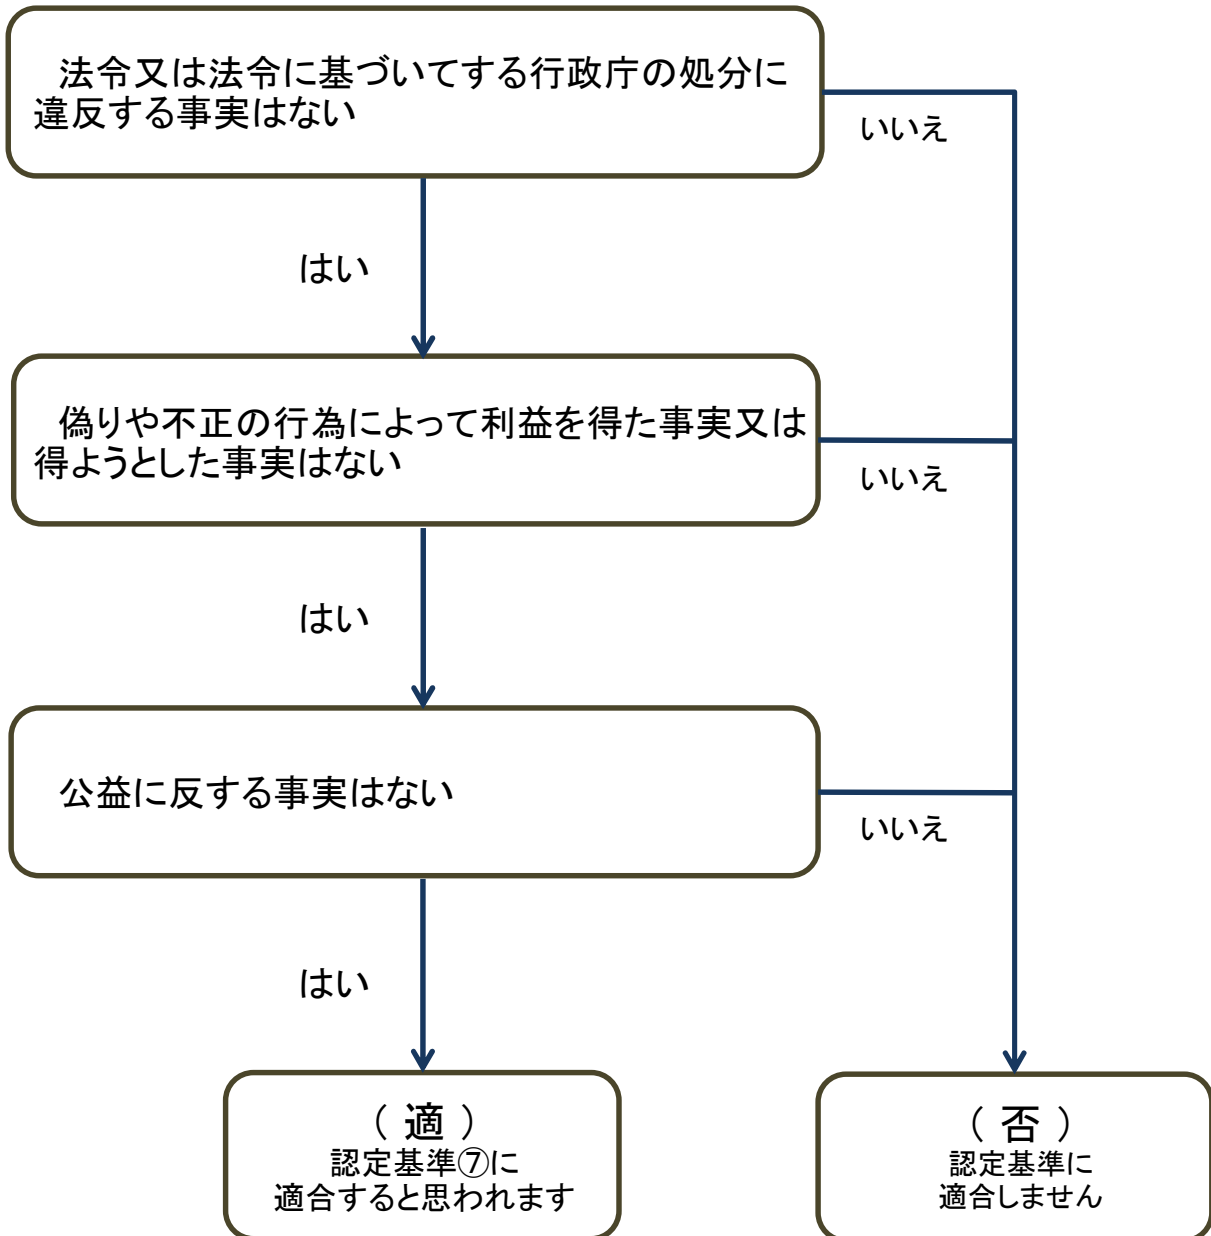 法令又は法令に基づいてする行政庁の処分に
違反する事実はない
いいえ
はい
偽りや不正の行為によって利益を得た事実又は
得ようとした事実はない
いいえ
はい
公益に反する事実はない
いいえ
はい
（ 適 ）
認定基準⑦に
適合すると思われます
（ 否 ）
認定基準に
適合しません